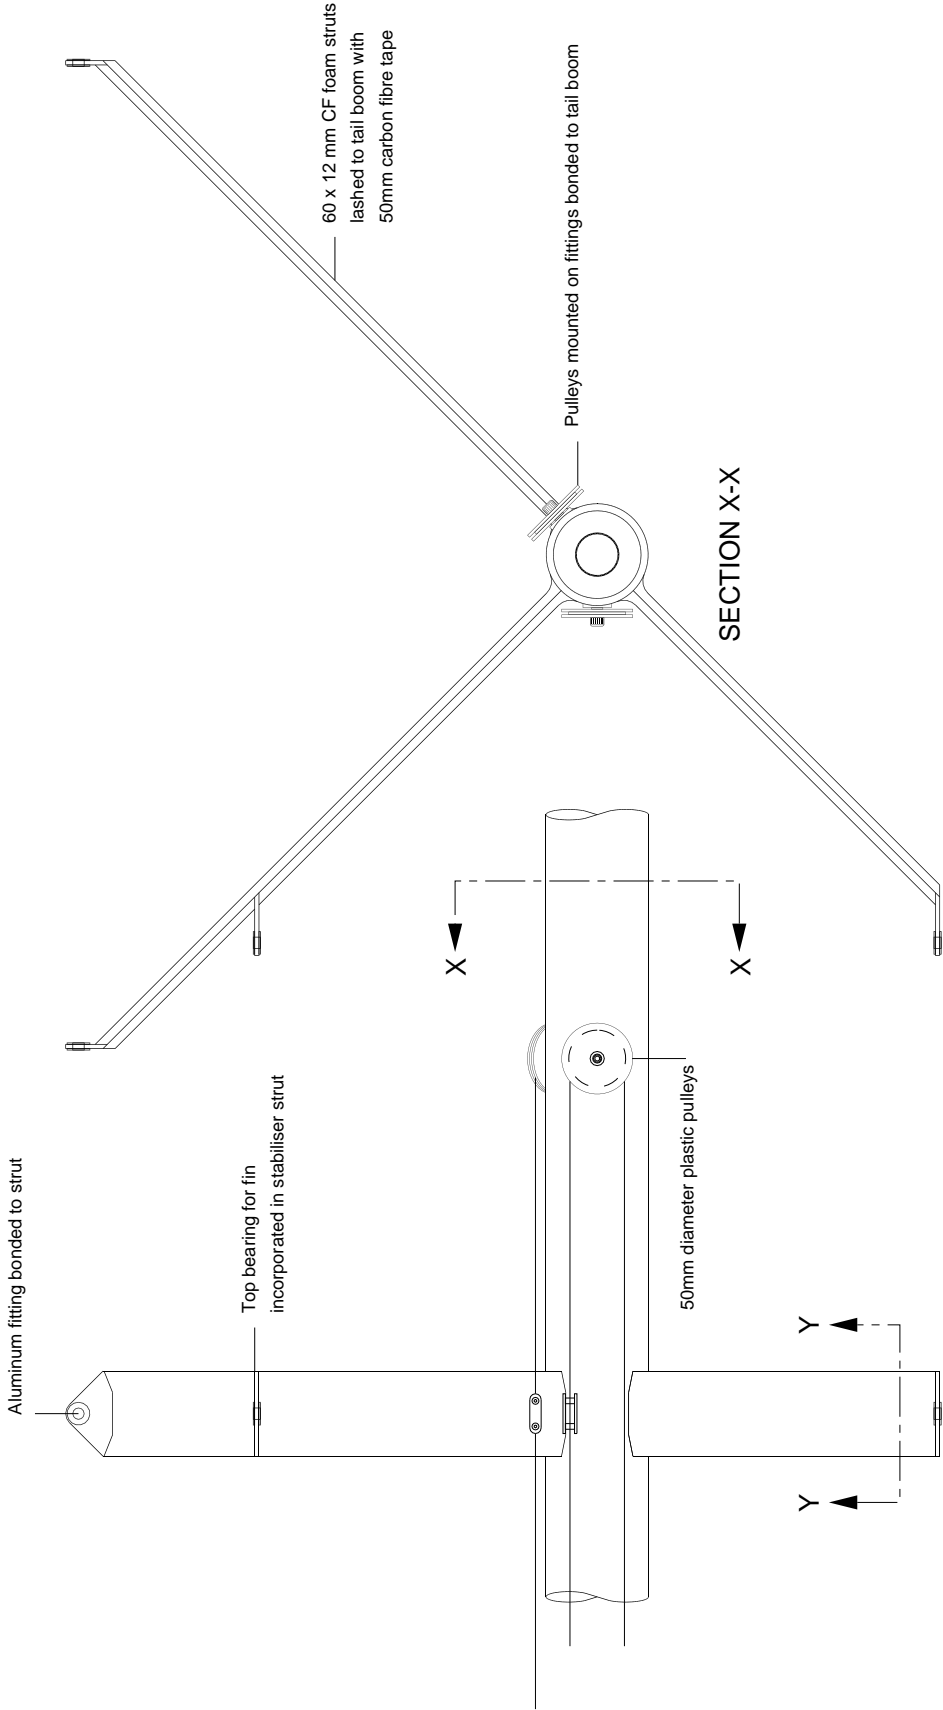 60 x 12 mm CF foam struts
lashed to tail boom with
50mm carbon fibre tape
Pulleys mounted on fittings bonded to tail boom
SECTION X-X
Aluminum fitting bonded to strut
Top bearing for fin
incorporated in stabiliser strut
X
X
50mm diameter plastic pulleys
Y
Y